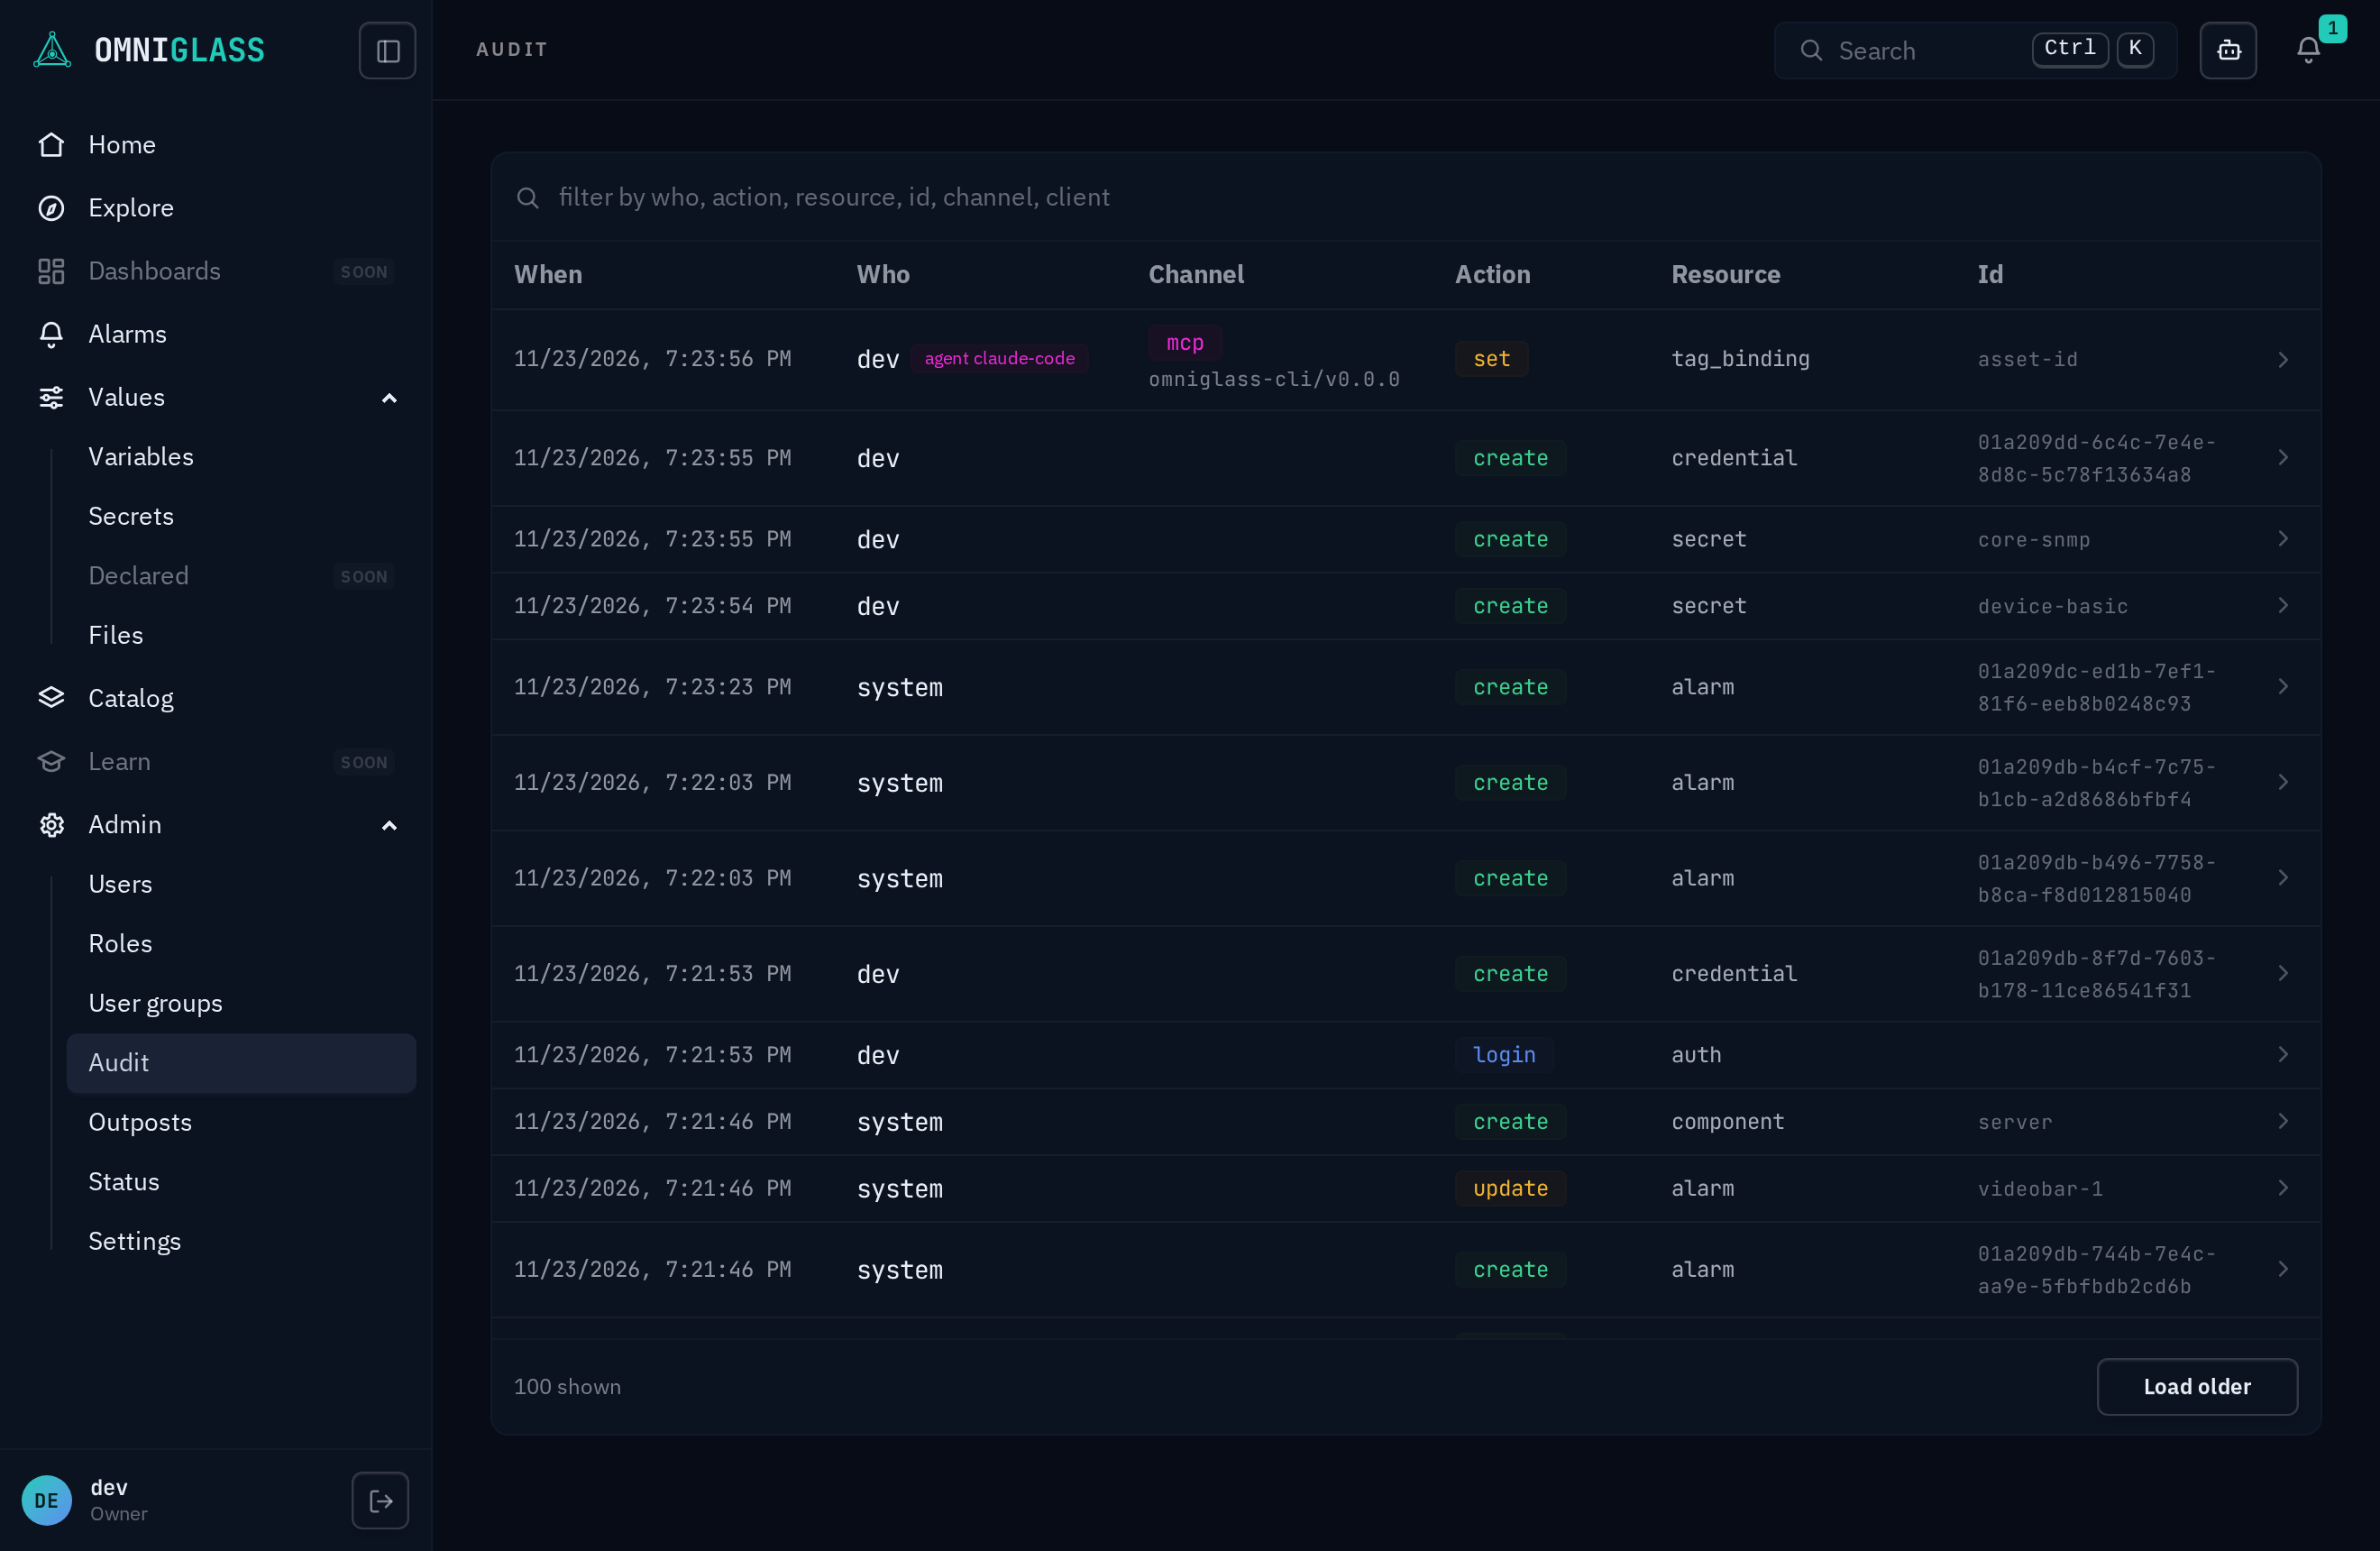 OMNIGLASS
AUDIT
Search Ctrl K
1
Home
Explore
Dashboards SOON
Alarms
Values
Variables
Secrets
Declared SOON
Files
Catalog
Learn SOON
Admin
Users
Roles
User groups
Audit
Outposts
Status
Settings
DE dev
Owner
filter by who, action, resource, id, channel, client
When Who Channel Action Resource Id
11/23/2026, 7:23:56 PM dev agent claude-code mcp omniglass-cli/v0.0.0 set tag_binding asset-id
11/23/2026, 7:23:55 PM dev create credential 01a209dd-6c4c-7e4e-
8d8c-5c78f13634a8
11/23/2026, 7:23:55 PM dev create secret core-snmp
11/23/2026, 7:23:54 PM dev create secret device-basic
11/23/2026, 7:23:23 PM system create alarm 01a209dc-ed1b-7ef1-
81f6-eeb8b0248c93
11/23/2026, 7:22:03 PM system create alarm 01a209db-b4cf-7c75-
b1cb-a2d8686bfbf4
11/23/2026, 7:22:03 PM system create alarm 01a209db-b496-7758-
b8ca-f8d012815040
11/23/2026, 7:21:53 PM dev create credential 01a209db-8f7d-7603-
b178-11ce86541f31
11/23/2026, 7:21:53 PM dev login auth
11/23/2026, 7:21:46 PM system create component server
11/23/2026, 7:21:46 PM system update alarm videobar-1
11/23/2026, 7:21:46 PM system create alarm 01a209db-744b-7e4c-
aa9e-5fbfbdb2cd6b
100 shown Load older